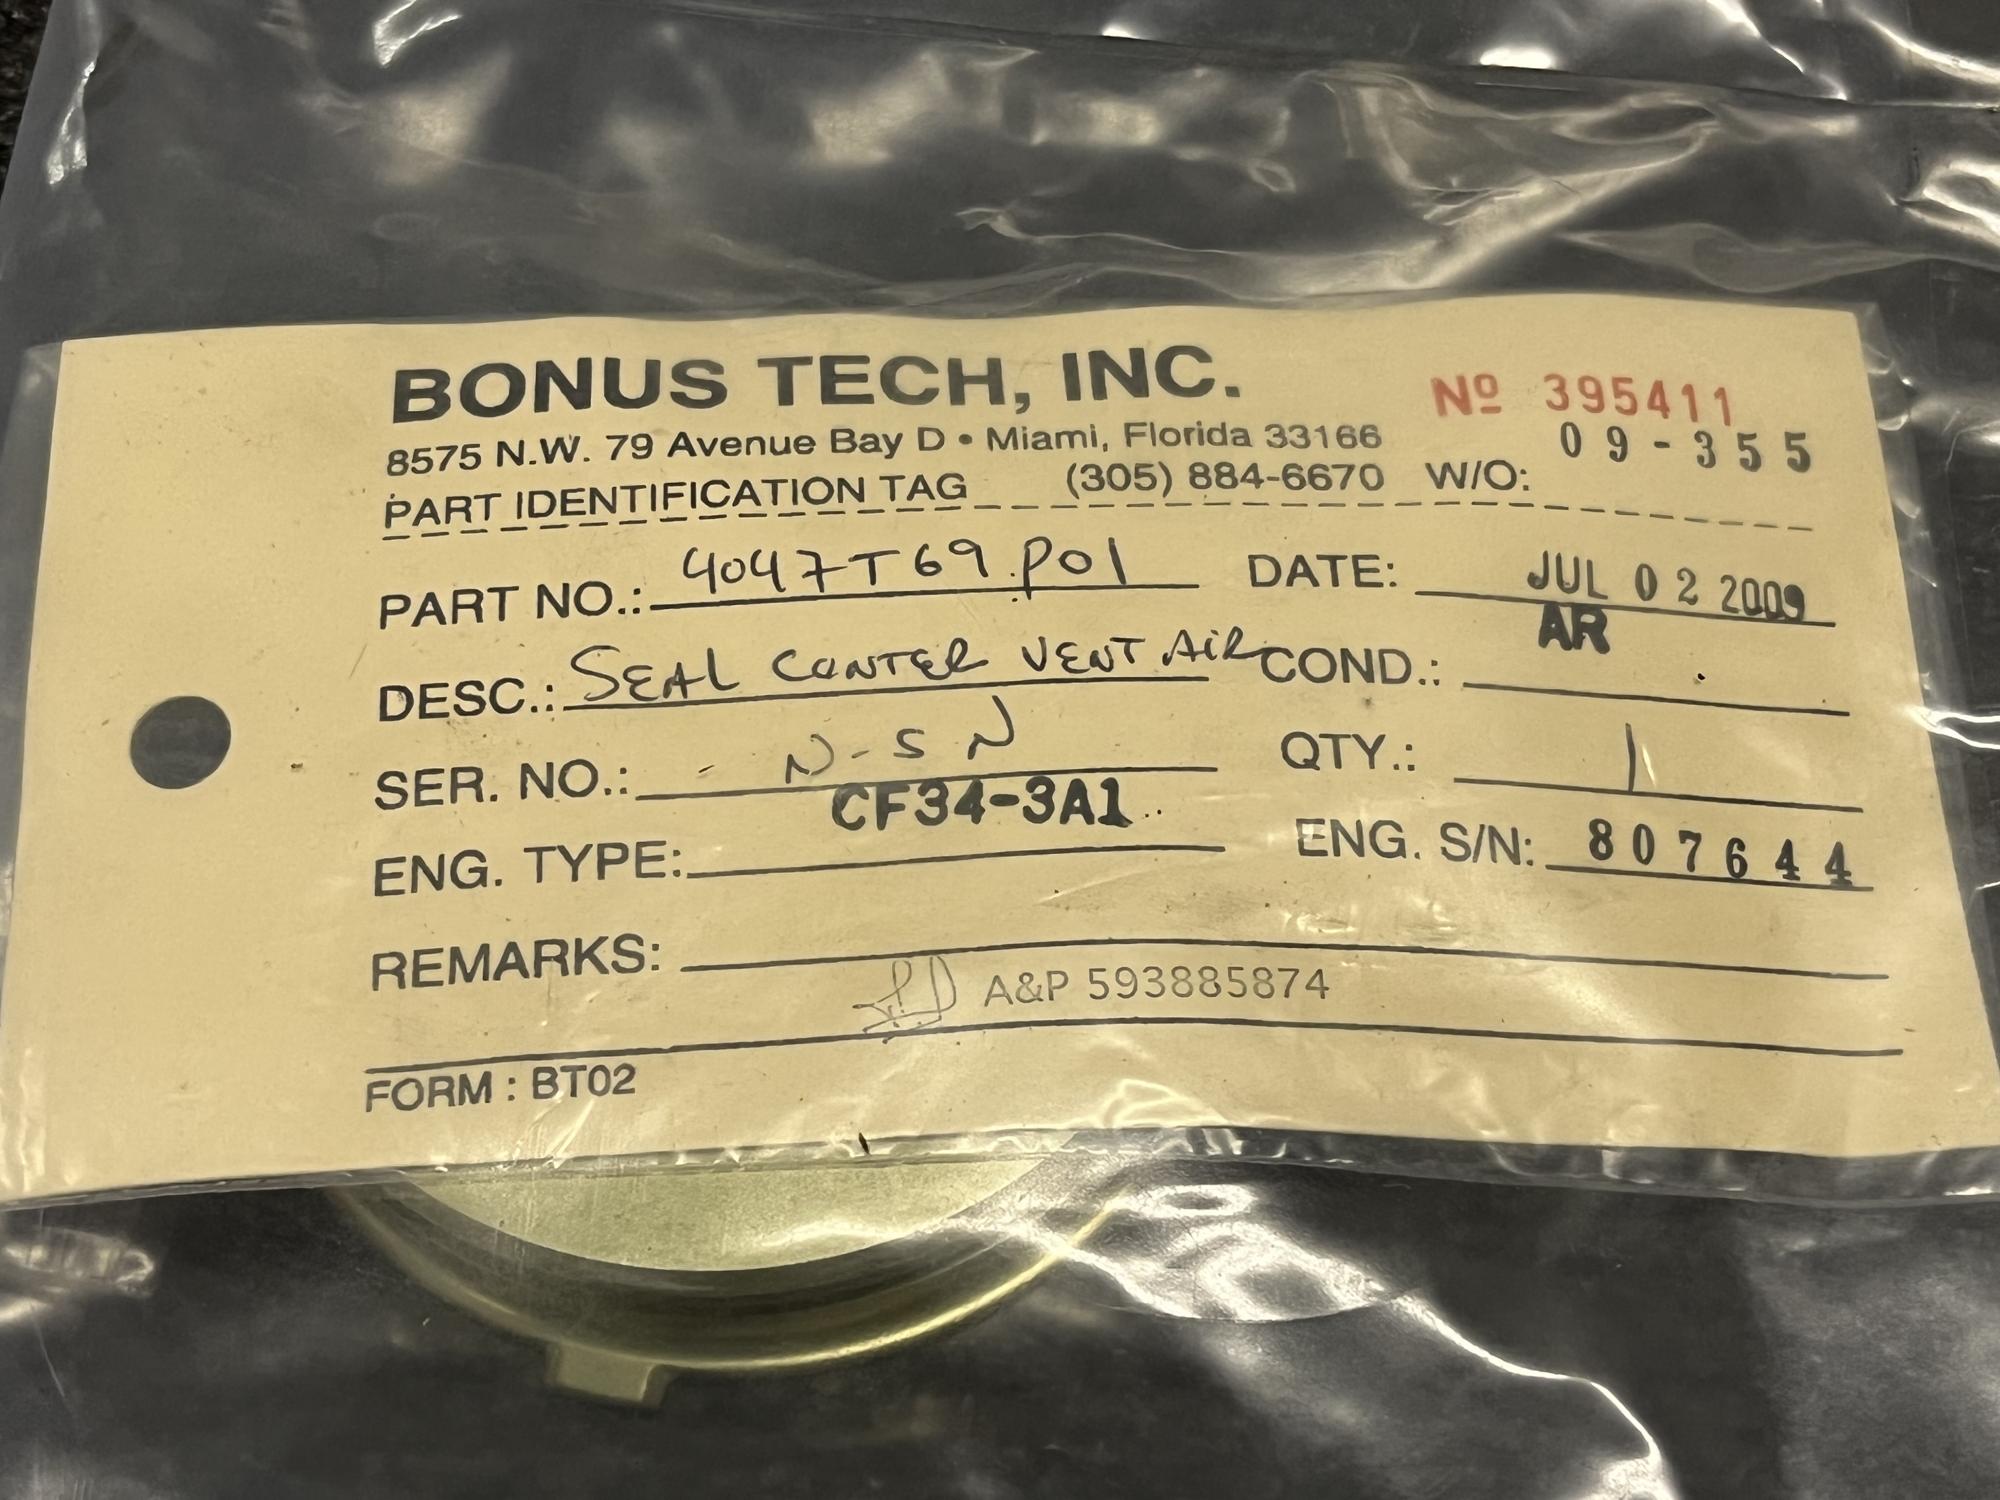 BONUS TECH, INC.
Nº 395411
8575 N.W. 79 Avenue Bay D • Miami, Florida 33166
PART IDENTIFICATION TAG (305) 884-6670 W/O: 09-355
PART NO.: 4047T69P01 DATE: JUL 02 2009
DESC.: SEAL CENTER VENT AIR COND.: AR
SER. NO.: N-SN QTY.: 1
ENG. TYPE: CF34-3A1 ENG. S/N: 807644
REMARKS:
A&P 593885874
FORM : BT02